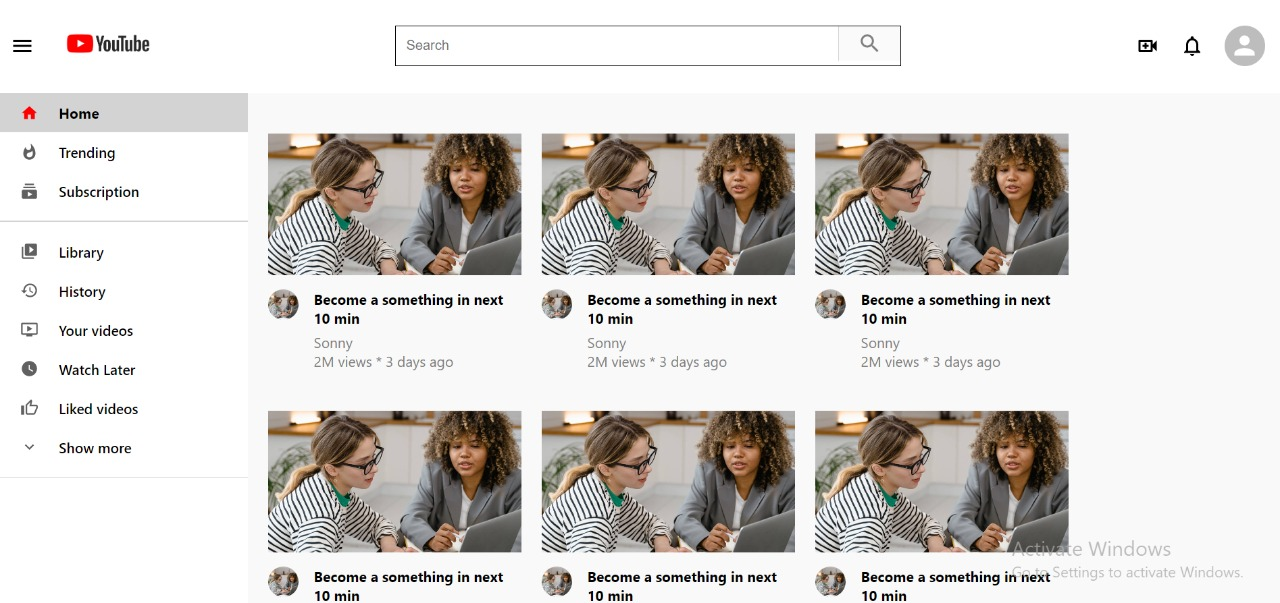 YouTube
Search
Home
Trending
Subscription
Library
History
Your videos
Watch Later
Liked videos
Show more
Become a something in next
10 min
Sonny
2M views * 3 days ago
Become a something in next
10 min
Sonny
2M views * 3 days ago
Become a something in next
10 min
Sonny
2M views * 3 days ago
Become a something in next
10 min
Become a something in next
10 min
Become a something in next
10 min
Activate Windows
Go to Settings to activate Windows.